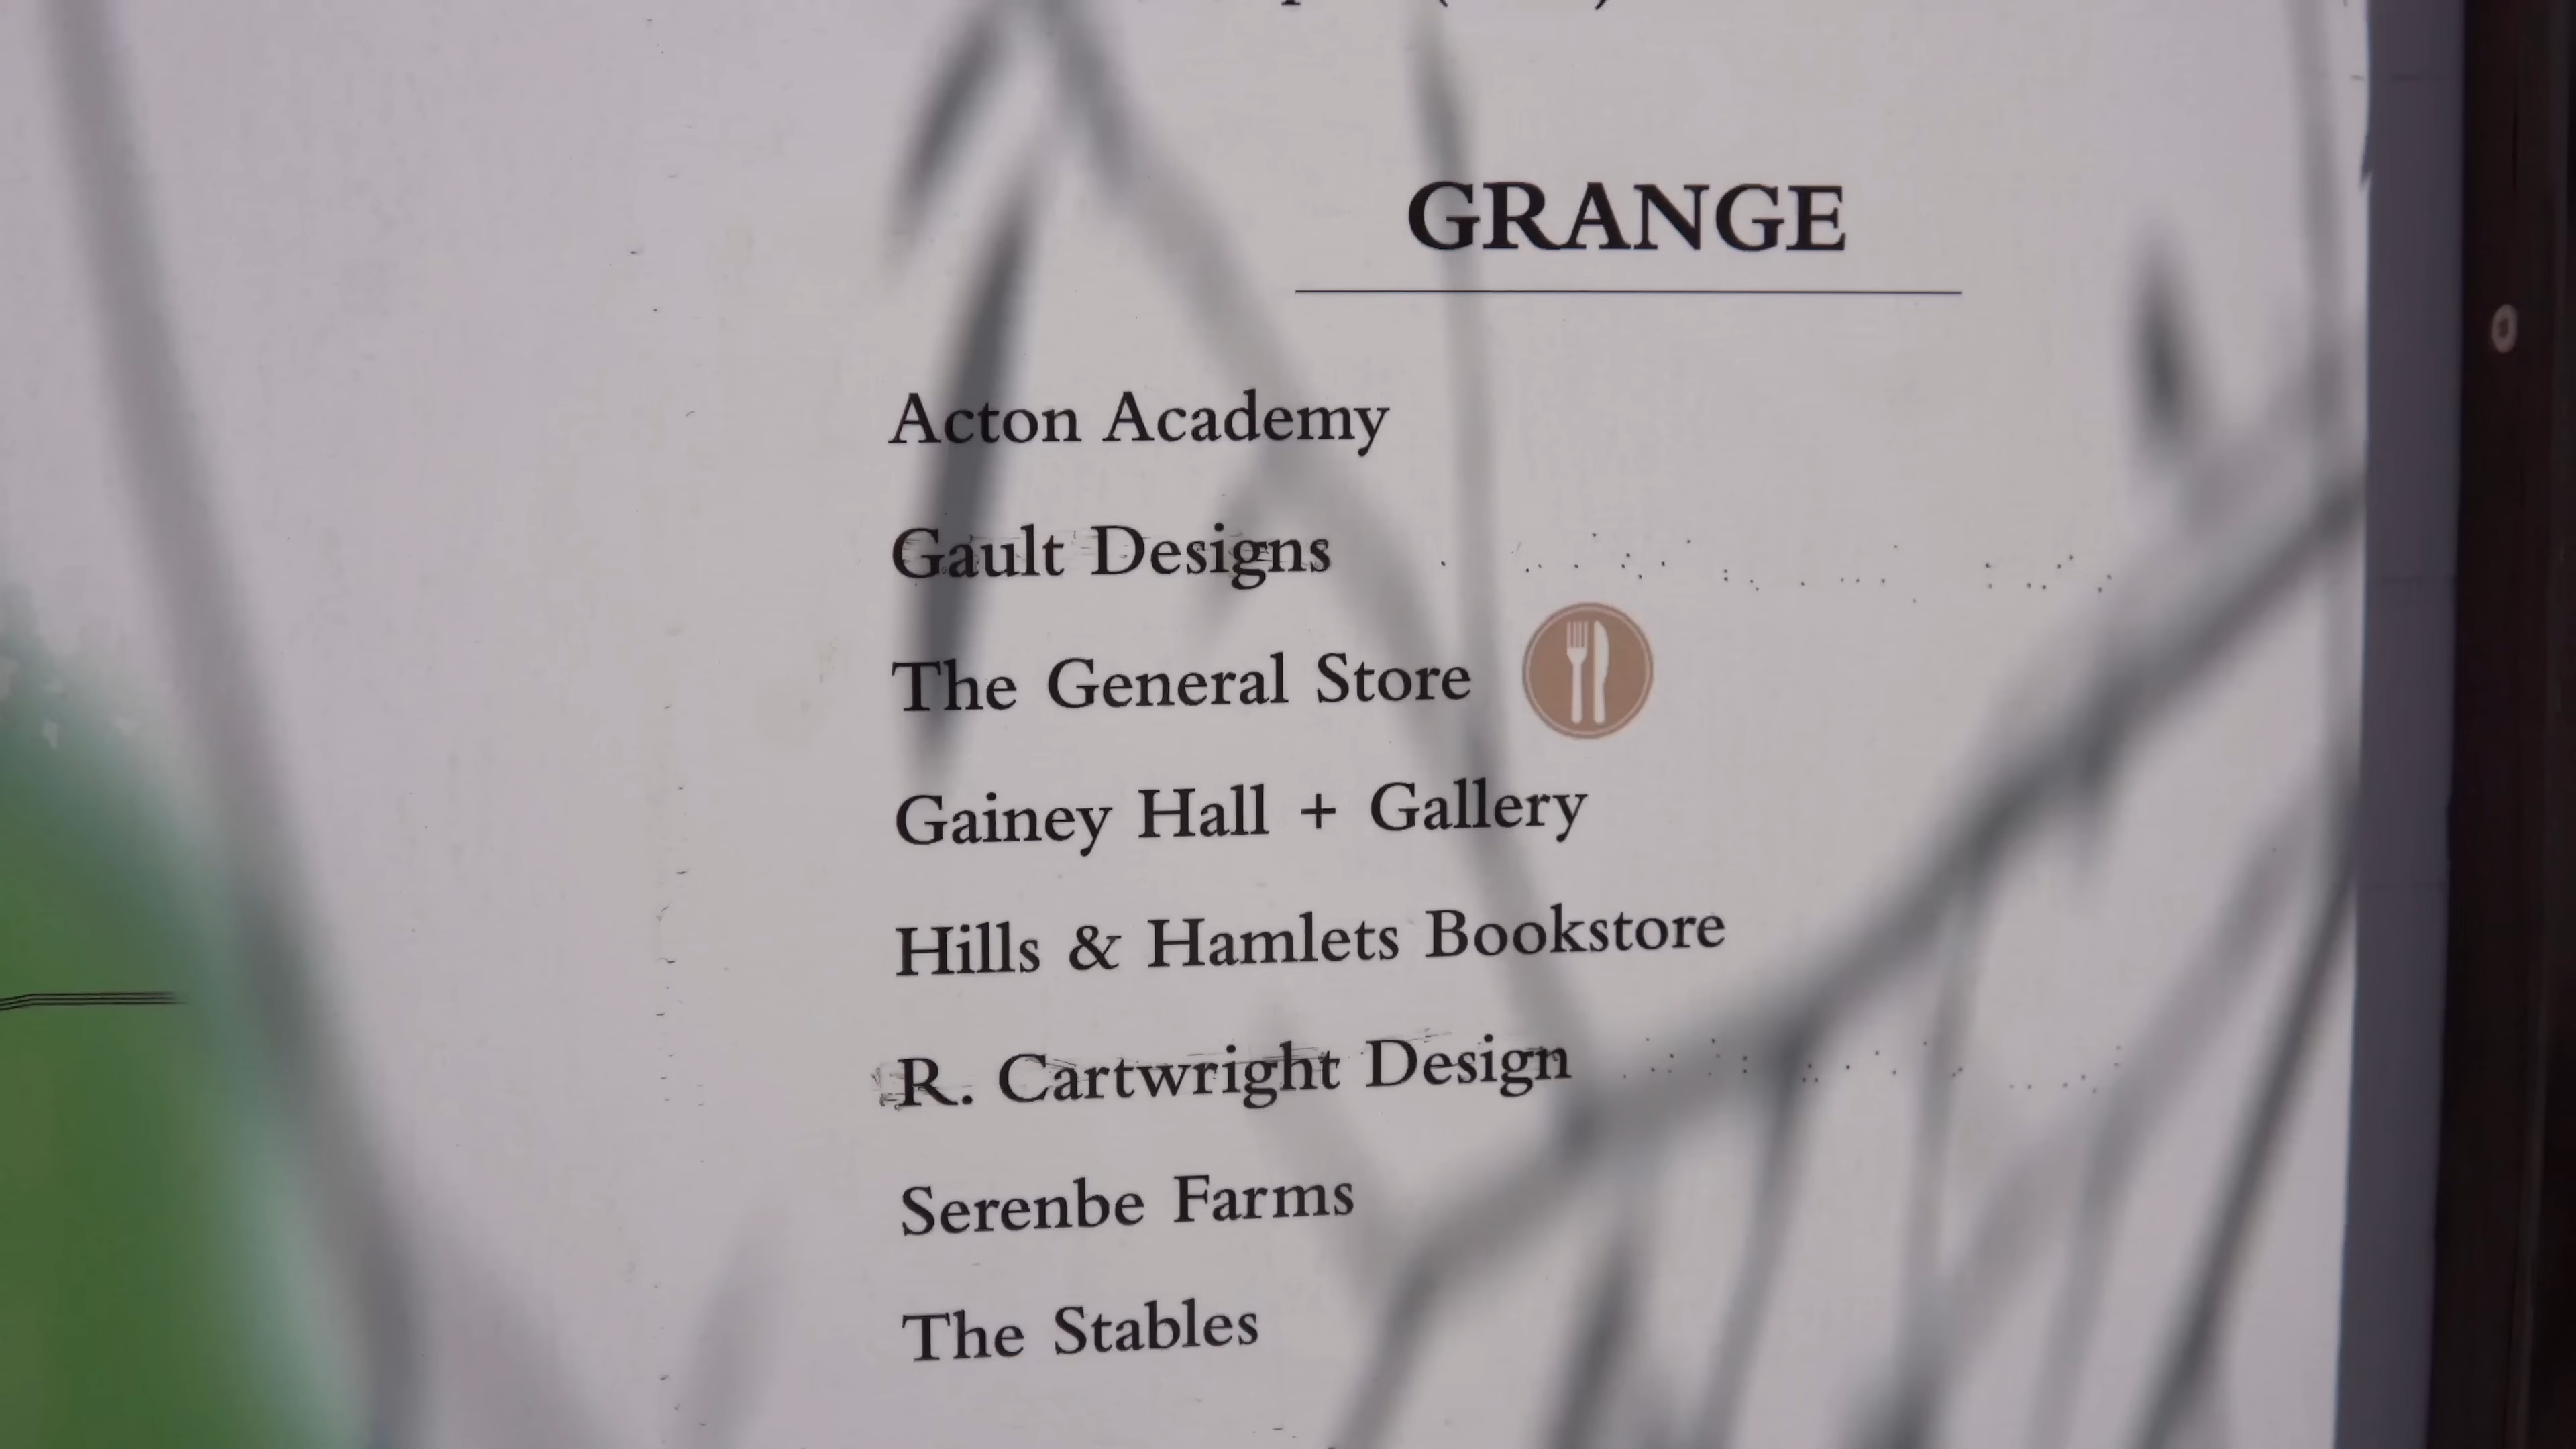 GRANGE
Acton Academy
Gault Designs
The General Store
Gainey Hall + Gallery
Hills & Hamlets Bookstore
R. Cartwright Design
Serenbe Farms
The Stables